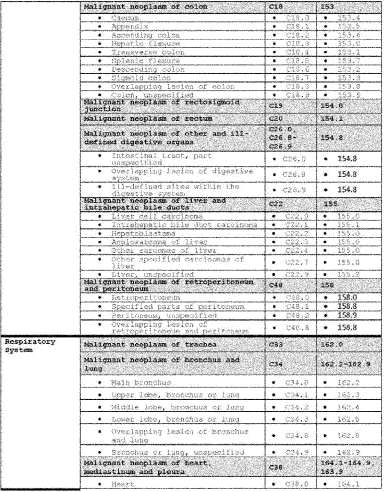 Malignant neoplasm of colon C18 153
• Caecum • C18.0 • 153.4
• Appendix • C18.1 • 153.5
• Ascending colon • C18.2 • 153.6
• Hepatic flexure • C18.3 • 153.0
• Transverse colon • C18.4 • 153.1
• Splenic flexure • C18.5 • 153.7
• Descending colon • C18.6 • 153.2
• Sigmoid colon • C18.7 • 153.3
• Overlapping lesion of colon • C18.8 • 153.8
• Colon, unspecified • C18.9 • 153.9
Malignant neoplasm of rectosigmoid
junction C19 154.0
Malignant neoplasm of rectum C20 154.1
Malignant neoplasm of other and ill-
defined digestive organs
C26.0,
C26.8-
C26.9
154.8
• Intestinal tract, part
unspecified • C26.0 • 154.8
• Overlapping lesion of digestive
system • C26.8 • 154.8
• Ill-defined sites within the
digestive system • C26.9 • 154.8
Malignant neoplasm of liver and
intrahepatic bile ducts C22 155
• Liver cell carcinoma • C22.0 • 155.0
• Intrahepatic bile duct carcinoma • C22.1 • 155.1
• Hepatoblastoma • C22.2 • 155.0
• Angiosarcoma of liver • C22.3 • 155.0
• Other sarcomas of liver • C22.4 • 155.0
• Other specified carcinomas of
liver • C22.7 • 155.0
• Liver, unspecified • C22.9 • 155.2
Malignant neoplasm of retroperitoneum
and peritoneum C48 158
• Retroperitoneum • C48.0 • 158.0
• Specified parts of peritoneum • C48.1 • 158.8
• Peritoneum, unspecified • C48.2 • 158.9
• Overlapping lesion of
retroperitoneum and peritoneum • C48.8 • 158.8
Respiratory
System
Malignant neoplasm of trachea C33 162.0
Malignant neoplasm of bronchus and
lung C34 162.2-162.9
• Main bronchus • C34.0 • 162.2
• Upper lobe, bronchus or lung • C34.1 • 162.3
• Middle lobe, bronchus or lung • C34.2 • 162.4
• Lower lobe, bronchus or lung • C34.3 • 162.5
• Overlapping lesion of bronchus
and lung • C34.8 • 162.8
• Bronchus or lung, unspecified • C34.9 • 162.9
Malignant neoplasm of heart,
mediastinum and pleura C38 164.1-164.9,
163.9
• Heart • C38.0 • 164.1